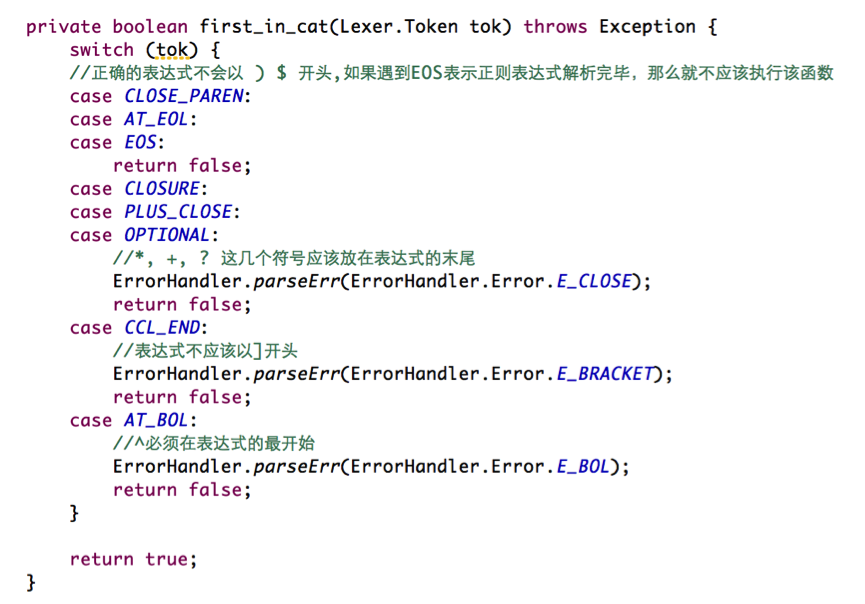 private boolean first_in_cat(Lexer.Token tok) throws Exception {
    switch (tok) {
    //正确的表达式不会以 ) $ 开头,如果遇到EOS表示正则表达式解析完毕，那么就不应该执行该函数
    case CLOSE_PAREN:
    case AT_EOL:
    case EOS:
        return false;
    case CLOSURE:
    case PLUS_CLOSE:
    case OPTIONAL:
        //*, +, ? 这几个符号应该放在表达式的末尾
        ErrorHandler.parseErr(ErrorHandler.Error.E_CLOSE);
        return false;
    case CCL_END:
        //表达式不应该以]开头
        ErrorHandler.parseErr(ErrorHandler.Error.E_BRACKET);
        return false;
    case AT_BOL:
        //^必须在表达式的最开始
        ErrorHandler.parseErr(ErrorHandler.Error.E_BOL);
        return false;
    }
    return true;
}